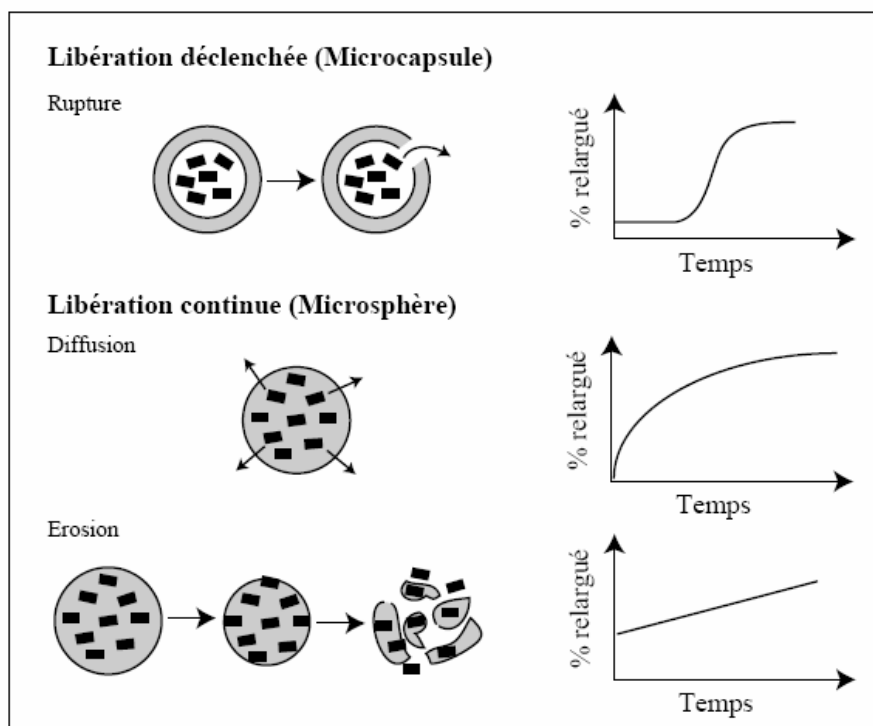 Libération déclenchée (Microcapsule)
Rupture
% relargué
Temps
Libération continue (Microsphère)
Diffusion
% relargué
Temps
Erosion
% relargué
Temps